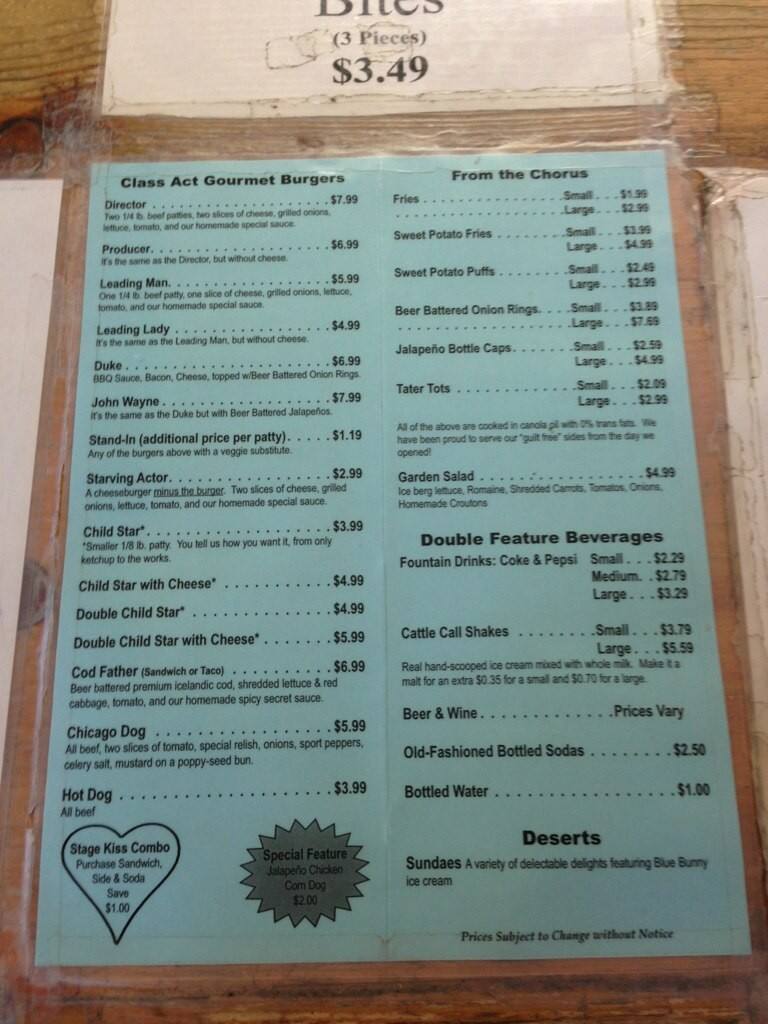 Bites
(3 Pieces)
$3.49
Class Act Gourmet Burgers
Director . . . . . . . . . . . . . . . . . . . . $7.99
Two 1/4 lb. beef patties, two slices of cheese, grilled onions,
lettuce, tomato, and our homemade special sauce.
Producer. . . . . . . . . . . . . . . . . . . . $6.99
It's the same as the Director, but without cheese.
Leading Man. . . . . . . . . . . . . . . . . . $5.99
One 1/4 lb. beef patty, one slice of cheese, grilled onions, lettuce,
tomato, and our homemade special sauce.
Leading Lady . . . . . . . . . . . . . . . . . $4.99
It's the same as the Leading Man, but without cheese.
Duke . . . . . . . . . . . . . . . . . . . . . . . $6.99
BBQ Sauce, Bacon, Cheese, topped w/Beer Battered Onion Rings.
John Wayne . . . . . . . . . . . . . . . . . . $7.99
It's the same as the Duke but with Beer Battered Jalapeños.
Stand-In (additional price per patty). . . . . $1.19
Any of the burgers above with a veggie substitute.
Starving Actor. . . . . . . . . . . . . . . . . $2.99
A cheeseburger minus the burger. Two slices of cheese, grilled
onions, lettuce, tomato, and our homemade special sauce.
Child Star* . . . . . . . . . . . . . . . . . . . . $3.99
*Smaller 1/8 lb. patty. You tell us how you want it, from only
ketchup to the works.
Child Star with Cheese* . . . . . . . . . . . $4.99
Double Child Star* . . . . . . . . . . . . . . $4.99
Double Child Star with Cheese* . . . . . . . $5.99
Cod Father (Sandwich or Taco) . . . . . . . . . . $6.99
Beer battered premium icelandic cod, shredded lettuce & red
cabbage, tomato, and our homemade spicy secret sauce.
Chicago Dog . . . . . . . . . . . . . . . . . . $5.99
All beef, two slices of tomato, special relish, onions, sport peppers,
celery salt, mustard on a poppy-seed bun.
Hot Dog . . . . . . . . . . . . . . . . . . . . . $3.99
All beef
Stage Kiss Combo
Purchase Sandwich,
Side & Soda
Save
$1.00
Special Feature
Jalapeño Chicken
Corn Dog
$2.00
From the Chorus
Fries . . . . . . . . . . . . . . . . .Small. . . $1.99
. . . . . . . . . . . . . . . . . . . . .Large. . . $2.99
Sweet Potato Fries . . . . . . . .Small. . . $3.99
Large. . . $4.99
Sweet Potato Puffs . . . . . . . .Small. . . $2.49
Large. . . $2.99
Beer Battered Onion Rings. . . .Small. . . $3.89
. . . . . . . . . . . . . . . . . . . . .Large. . . $7.69
Jalapeño Bottle Caps. . . . . . .Small. . . $2.59
Large. . . $4.99
Tater Tots . . . . . . . . . . . . . .Small. . . $2.09
Large. . . $2.99
All of the above are cooked in canola oil with 0% trans fats. We
have been proud to serve our "guilt free" sides from the day we
opened!
Garden Salad . . . . . . . . . . . . . . . . . . . $4.99
Ice berg lettuce, Romaine, Shredded Carrots, Tomatos, Onions,
Homemade Croutons
Double Feature Beverages
Fountain Drinks: Coke & Pepsi Small. . . $2.29
Medium. . $2.79
Large. . . $3.29
Cattle Call Shakes . . . . . . . . .Small. . . $3.79
Large. . . $5.59
Real hand-scooped ice cream mixed with whole milk. Make it a
malt for an extra $0.35 for a small and $0.70 for a large.
Beer & Wine . . . . . . . . . . . . .Prices Vary
Old-Fashioned Bottled Sodas . . . . . . . . $2.50
Bottled Water . . . . . . . . . . . . . . . . . . $1.00
Deserts
Sundaes A variety of delectable delights featuring Blue Bunny
ice cream
Prices Subject to Change without Notice